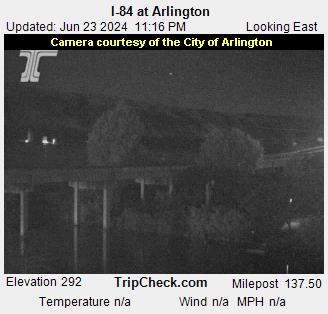 I-84 at Arlington
Updated: Jun 23 2024 11:16 PM Looking East
Camera courtesy of the City of Arlington
Elevation 292 TripCheck.com Milepost 137.50
Temperature n/a Wind n/a MPH n/a